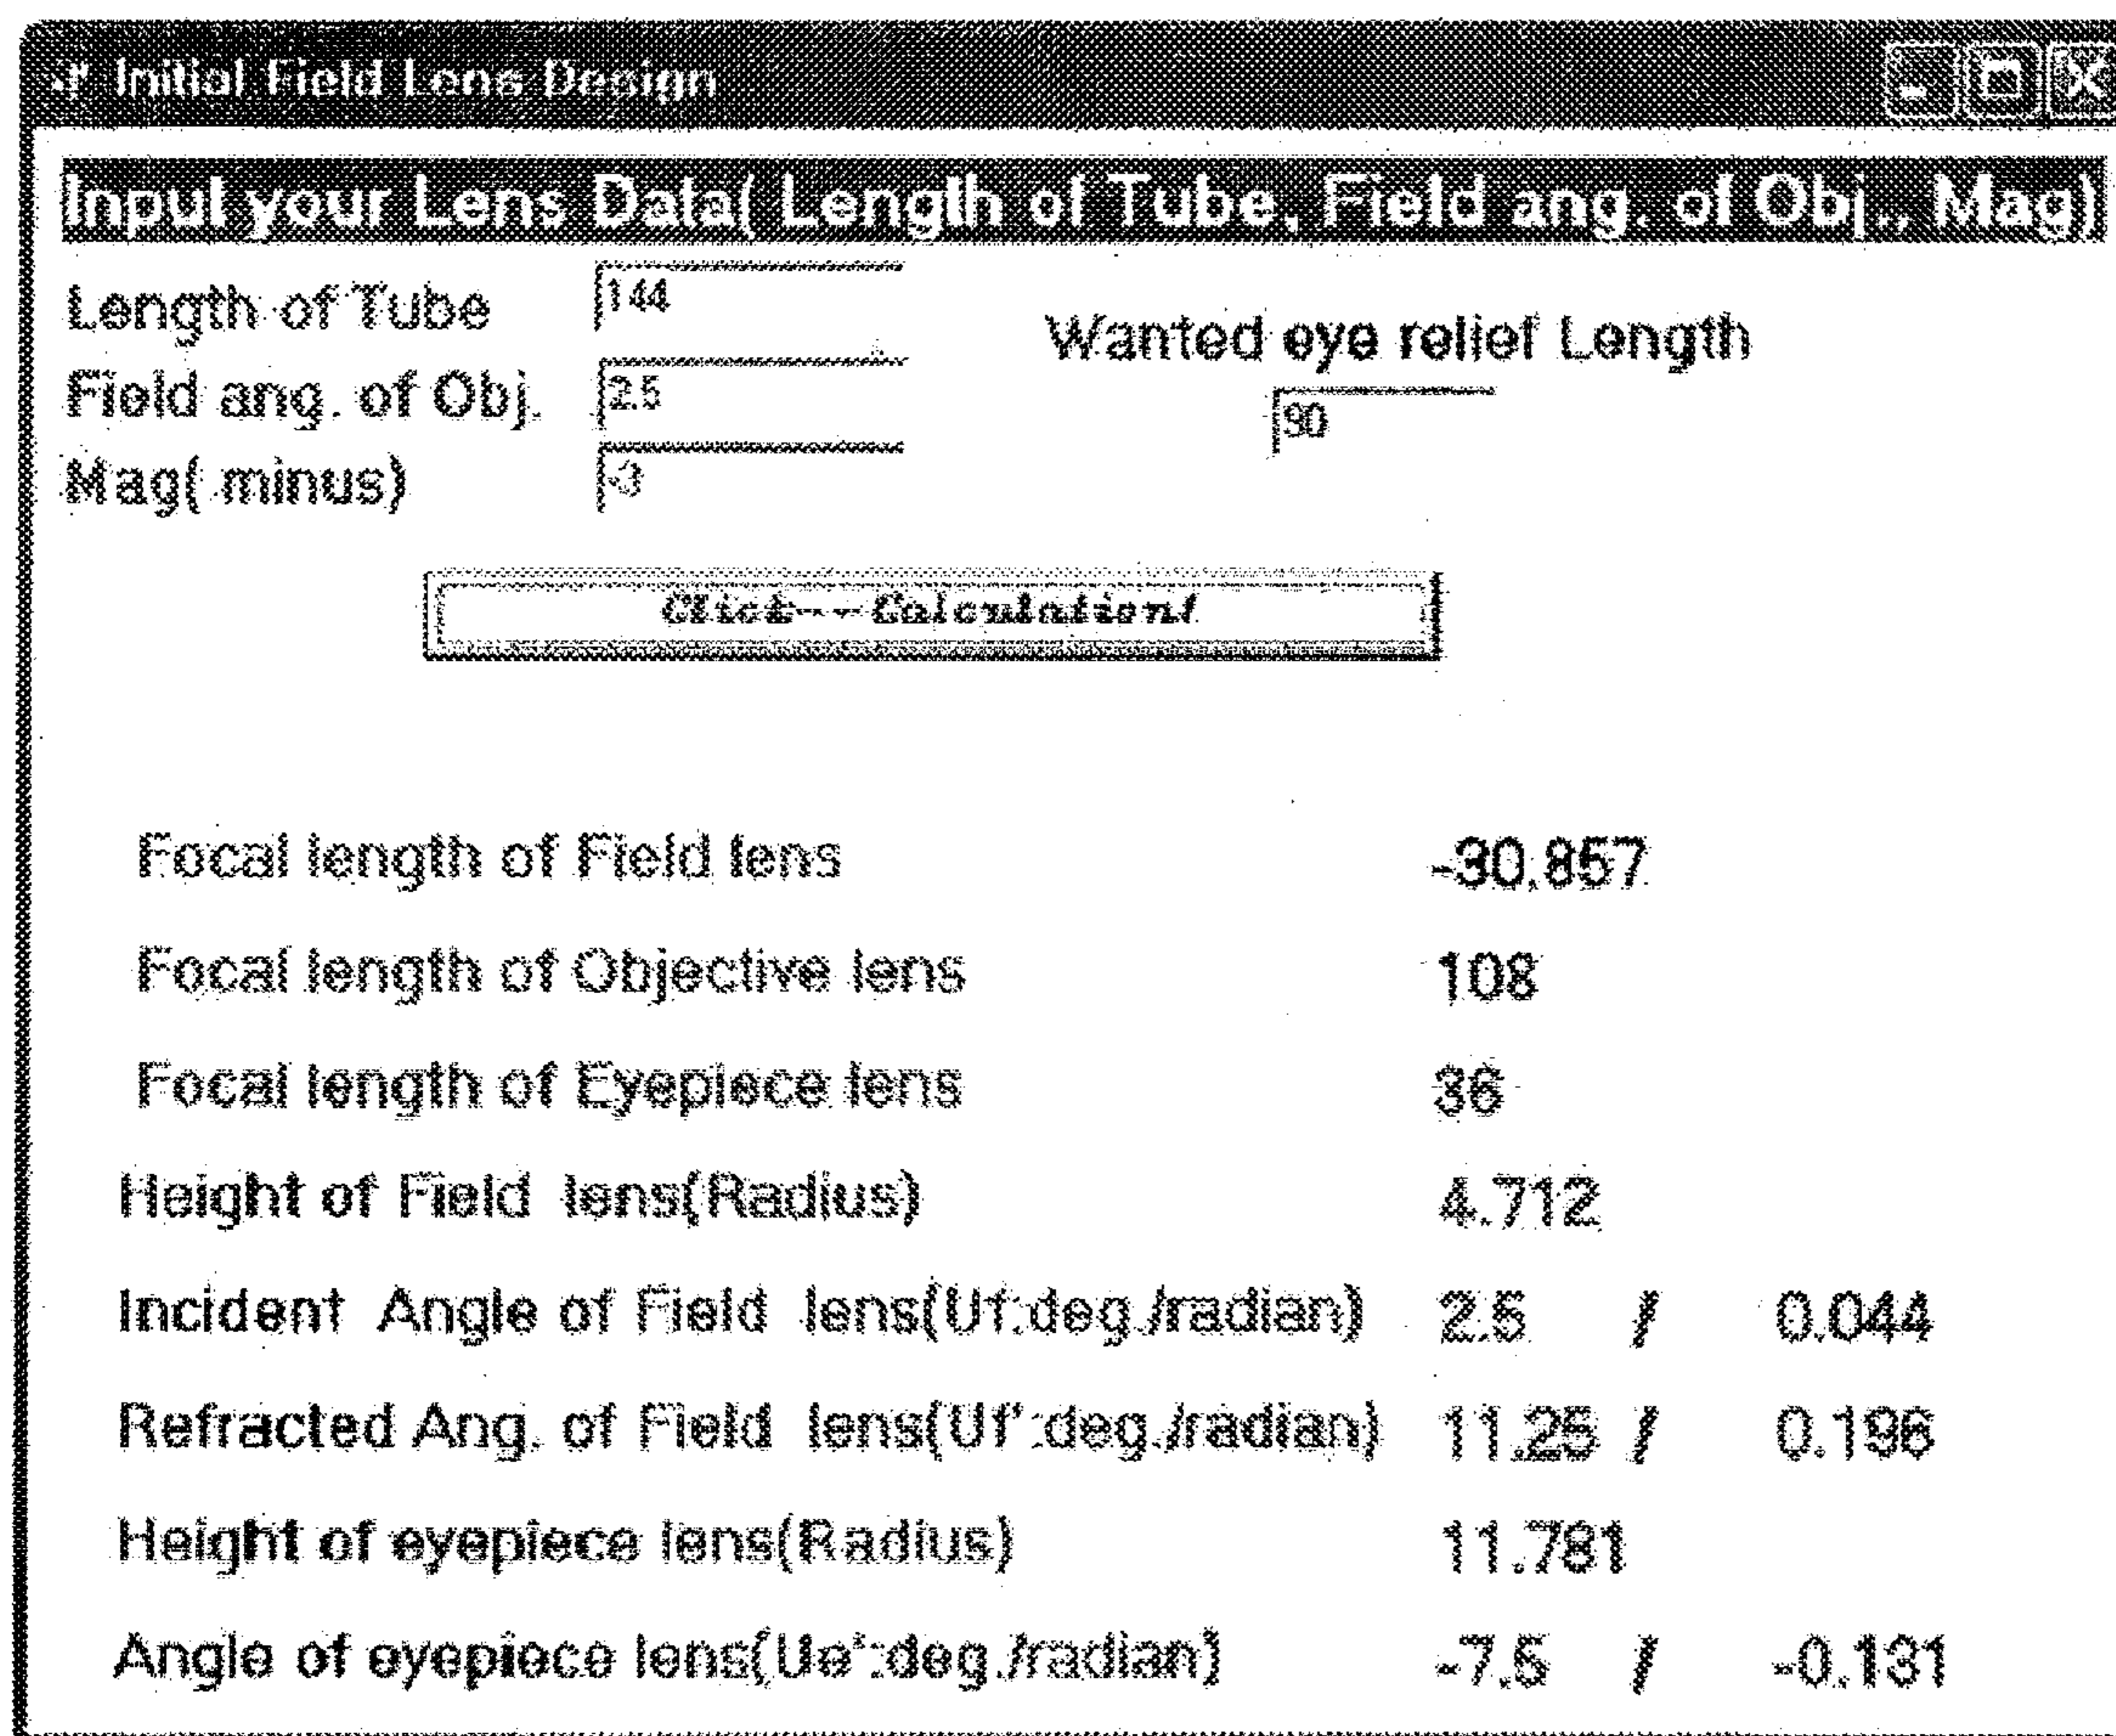 Initial Field Lens Design
Input your Lens Data( Length of Tube, Field ang. of Obj., Mag)
Length of Tube 144
Wanted eye relief Length
Field ang. of Obj. 2.5
90
Mag( minus) -3
Click---Calculation!
Focal length of Field lens -30.857
Focal length of Objective lens 108
Focal length of Eyepiece lens 36
Height of Field lens(Radius) 4.712
Incident Angle of Field lens(Uf:deg./radian) 2.5 / 0.044
Refracted Ang. of Field lens(Uf':deg./radian) 11.25 / 0.196
Height of eyepiece lens(Radius) 11.781
Angle of eyepiece lens(Ue':deg./radian) -7.5 / -0.131